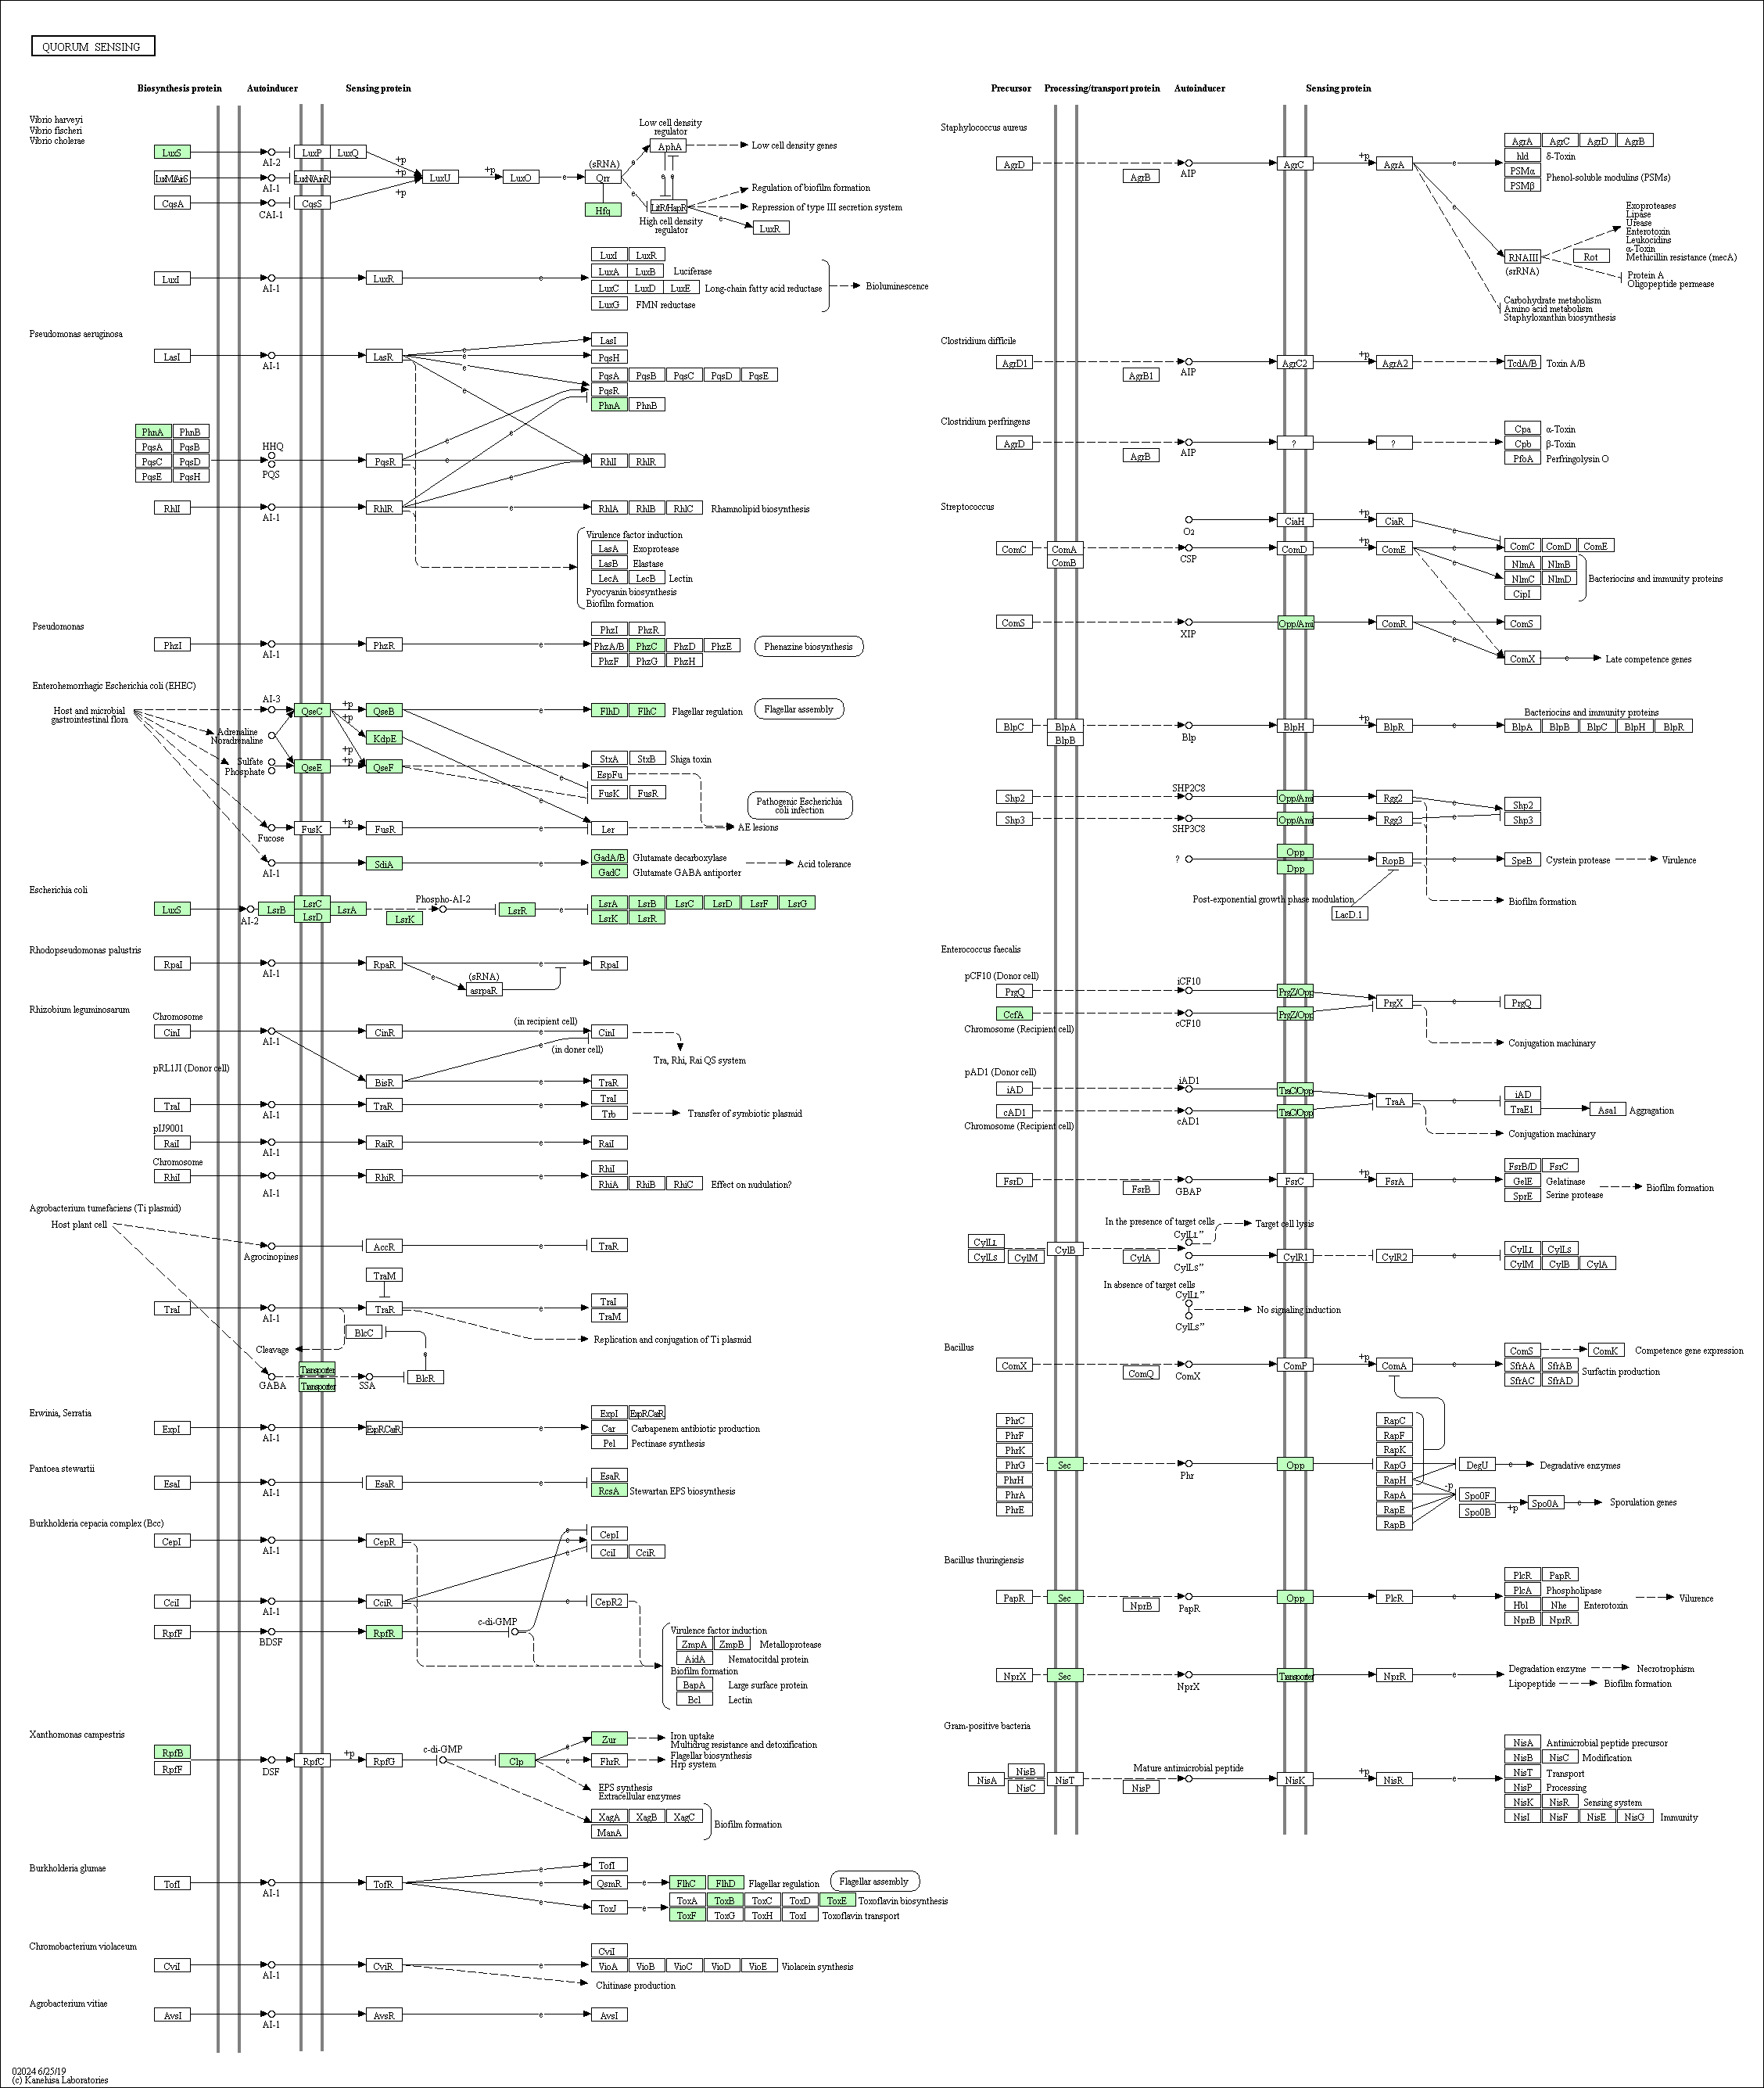 QUORUM SENSING
Biosynthesis protein Autoinducer Sensing protein
Vibrio harveyi
Vibrio fischeri
Vibrio cholerae
Low cell density
regulator
LuxS AI-2 LuxP LuxQ +p (sRNA) e AphA Low cell density genes
LuxM/AinS AI-1 LuxN/AinR +p LuxU +p LuxO e Qrr e e
Regulation of biofilm formation
CqsA CAI-1 CqsS +p Hfq e LitR/HapR Repression of type III secretion system
High cell density
regulator
e LuxR
LuxI LuxR
LuxA LuxB Luciferase
LuxI AI-1 LuxR e LuxC LuxD LuxE Long-chain fatty acid reductase Bioluminescence
LuxG FMN reductase
Pseudomonas aeruginosa
LasI AI-1 LasR e e e e
LasI
PqsH
PqsA PqsB PqsC PqsD PqsE
PqsR
PhnA PhnB
PhnA PhnB
PqsA PqsB HHQ
PqsC PqsD PQS PqsR e e e RhlI RhlR
PqsE PqsH
RhlI AI-1 RhlR e e RhlA RhlB RhlC Rhamnolipid biosynthesis
Virulence factor induction
LasA Exoprotease
LasB Elastase
LecA LecB Lectin
Pyocyanin biosynthesis
Biofilm formation
Pseudomonas
PhzI PhzR
PhzI AI-1 PhzR e PhzA/B PhzC PhzD PhzE Phenazine biosynthesis
PhzF PhzG PhzH
Enterohemorrhagic Escherichia coli (EHEC)
Host and microbial
gastrointestinal flora
AI-3 QseC +p QseB e FlhD FlhC Flagellar regulation Flagellar assembly
Adrenaline
Noradrenaline
+p KdpE
Sulfate
Phosphate
QseE +p +p QseF
StxA StxB Shiga toxin
EspFu
e FusK FusR
e
Pathogenic Escherichia
coli infection
Fucose FusK +p FusR e Ler AE lesions
AI-1 SdiA e GadA/B Glutamate decarboxylase Acid tolerance
GadC Glutamate GABA antiporter
Escherichia coli
LuxS AI-2 LsrB LsrC LsrD LsrA LsrK Phospho-AI-2 LsrR e
LsrA LsrB LsrC LsrD LsrF LsrG
LsrK LsrR
Rhodopseudomonas palustris
RpaI AI-1 RpaR e RpaI
e (sRNA)
asrpaR
Rhizobium leguminosarum
Chromosome
CinI AI-1 CinR (in recipient cell) e CinI
e (in doner cell)
Tra, Rhi, Rai QS system
pRL1JI (Donor cell)
BisR e TraR
TraI AI-1 TraR e TraI
Trb Transfer of symbiotic plasmid
pIJ9001
RaiI AI-1 RaiR e RaiI
Chromosome
RhiI AI-1 RhiR e RhiI
RhiA RhiB RhiC Effect on nudulation?
Agrobacterium tumefaciens (Ti plasmid)
Host plant cell
Agrocinopines AccR e TraR
TraM
TraI AI-1 TraR e TraI
TraM
BlcC Replication and conjugation of Ti plasmid
Cleavage e
Transporter
GABA Transporter SSA BlcR
Erwinia, Serratia
ExpI ExpR/CarR
ExpI AI-1 ExpR/CarR e Car Carbapenem antibiotic production
Pel Pectinase synthesis
Pantoea stewartii
EsaI AI-1 EsaR e EsaR
RcsA Stewartan EPS biosynthesis
Burkholderia cepacia complex (Bcc)
CepI AI-1 CepR e e e CepI
CciI CciR
CciI AI-1 CciR e CepR2
RpfF BDSF RpfR c-di-GMP
Virulence factor induction
ZmpA ZmpB Metalloprotease
AidA Nematocitdal protein
Biofilm formation
BapA Large surface protein
Bcl Lectin
Xanthomonas campestris
RpfB
RpfF DSF RpfC +p RpfG c-di-GMP Clp e e
Zur Iron uptake
Multidrug resistance and detoxification
FhrR Flagellar biosynthesis
Hrp system
EPS synthesis
Extracellular enzymes
XagA XagB XagC
ManA Biofilm formation
Burkholderia glumae
TofI AI-1 TofR e e e
TofI
QsmR e FlhC FlhD Flagellar regulation Flagellar assembly
ToxJ e ToxA ToxB ToxC ToxD ToxE Toxoflavin biosynthesis
ToxF ToxG ToxH ToxI Toxoflavin transport
Chromobacterium violaceum
CviI
CviI AI-1 CviR e VioA VioB VioC VioD VioE Violacein synthesis
Chitinase production
Agrobacterium vitiae
AvsI AI-1 AvsR e AvsI
02024 6/25/19
(c) Kanehisa Laboratories
Precursor Processing/transport protein Autoinducer Sensing protein
Staphylococcus aureus
AgrD AgrB AIP AgrC +p AgrA e
AgrA AgrC AgrD AgrB
hld δ-Toxin
PSMα
PSMβ Phenol-soluble modulins (PSMs)
e RNAIII
(srRNA)
Rot
Exoproteases
Lipase
Urease
Enterotoxin
Leukocidins
α-Toxin
Methicillin resistance (mecA)
Protein A
Oligopeptide permease
Carbohydrate metabolism
Amino acid metabolism
Staphyloxanthin biosynthesis
Clostridium difficile
AgrD1 AgrB1 AIP AgrC2 +p AgrA2 TcdA/B Toxin A/B
Clostridium perfringens
AgrD AgrB AIP ? ?
Cpa α-Toxin
Cpb β-Toxin
PfoA Perfringolysin O
Streptococcus
O2 CiaH +p CiaR e
ComC ComA ComB CSP ComD +p ComE e e
ComC ComD ComE
NlmA NlmB
NlmC NlmD Bacteriocins and immunity proteins
CipI
ComS XIP Opp/Ami ComR e e ComS
ComX e Late competence genes
Bacteriocins and immunity proteins
BlpC BlpA BlpB Blp BlpH +p BlpR e BlpA BlpB BlpC BlpH BlpR
Shp2 SHP2C8 Opp/Ami Rgg2 e Shp2
Shp3 SHP3C8 Opp/Ami Rgg3 e Shp3
? Opp
Dpp RopB e SpeB Cystein protease Virulence
Post-exponential growth phase modulation
LacD.1
Biofilm formation
Enterococcus faecalis
pCF10 (Donor cell)
PrgQ iCF10 PrgZ/Opp PrgX e PrgQ
CcfA cCF10 PrgZ/Opp
Chromosome (Recipient cell)
Conjugation machinary
pAD1 (Donor cell)
iAD iAD1 TraC/Opp TraA e iAD
cAD1 cAD1 TraC/Opp TraE1 Asa1 Aggragation
Chromosome (Recipient cell)
Conjugation machinary
FsrD FsrB GBAP FsrC +p FsrA e
FsrB/D FsrC
GelE Gelatinase
SprE Serine protease
Biofilm formation
In the presence of target cells Target cell lysis
CylLL CylLS CylM CylB CylA CylLL" CylLS" CylR1 CylR2 e
CylLL CylLS
CylM CylB CylA
In absence of target cells
CylLL"
No signaling induction
CylLS"
Bacillus
ComX ComQ ComX ComP +p ComA e
ComS ComK Competence gene expression
SfrAA SfrAB
SfrAC SfrAD Surfactin production
PhrC
PhrF
PhrK
PhrG Sec Phr Opp
PhrH
PhrA
PhrE
RapC
RapF
RapK
RapG
RapH
RapA
RapE
RapB
DegU e Degradative enzymes
-p Spo0F
Spo0B +p Spo0A e Sporulation genes
Bacillus thuringiensis
PapR Sec NprB PapR Opp PlcR e
PlcR PapR
PlcA Phospholipase
Hbl Nhe Enterotoxin
NprB NprR
Vilurence
NprX Sec NprX Transporter NprR e
Degradation enzyme Necrotrophism
Lipopeptide Biofilm formation
Gram-positive bacteria
NisA NisB NisC NisT NisP Mature antimicrobial peptide NisK +p NisR e
NisA Antimicrobial peptide precursor
NisB NisC Modification
NisT Transport
NisP Processing
NisK NisR Sensing system
NisI NisF NisE NisG Immunity